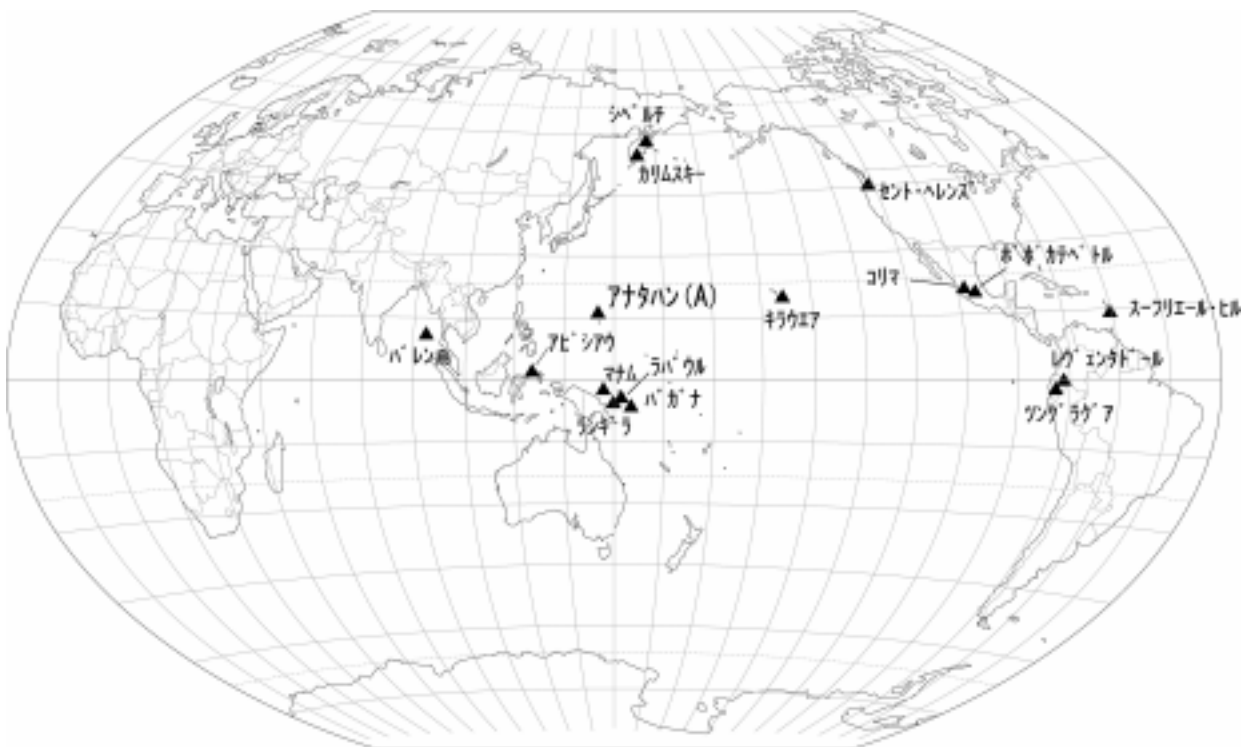 ｼﾍﾞﾙﾁ
ｶﾘﾑｽｷｰ
ｾﾝﾄ･ﾍﾚﾝｽﾞ
ﾎﾟﾎﾟｶﾃﾍﾟﾄﾙ
ｺﾘﾏ
ｱﾅﾀﾊﾝ(A)
ｷﾗｳｴｱ
ｽｰﾌﾘｴｰﾙ･ﾋﾙ
ﾊﾞﾚﾝ島
ｱﾋﾟｼｱｳ
ﾚｳﾞｪﾝﾀﾄﾞｰﾙ
ﾏﾅﾑ
ﾗﾊﾞｳﾙ
ﾊﾞｶﾞﾅ
ﾗﾝｷﾞﾗ
ﾂﾝｸﾞﾗｸﾞｱ